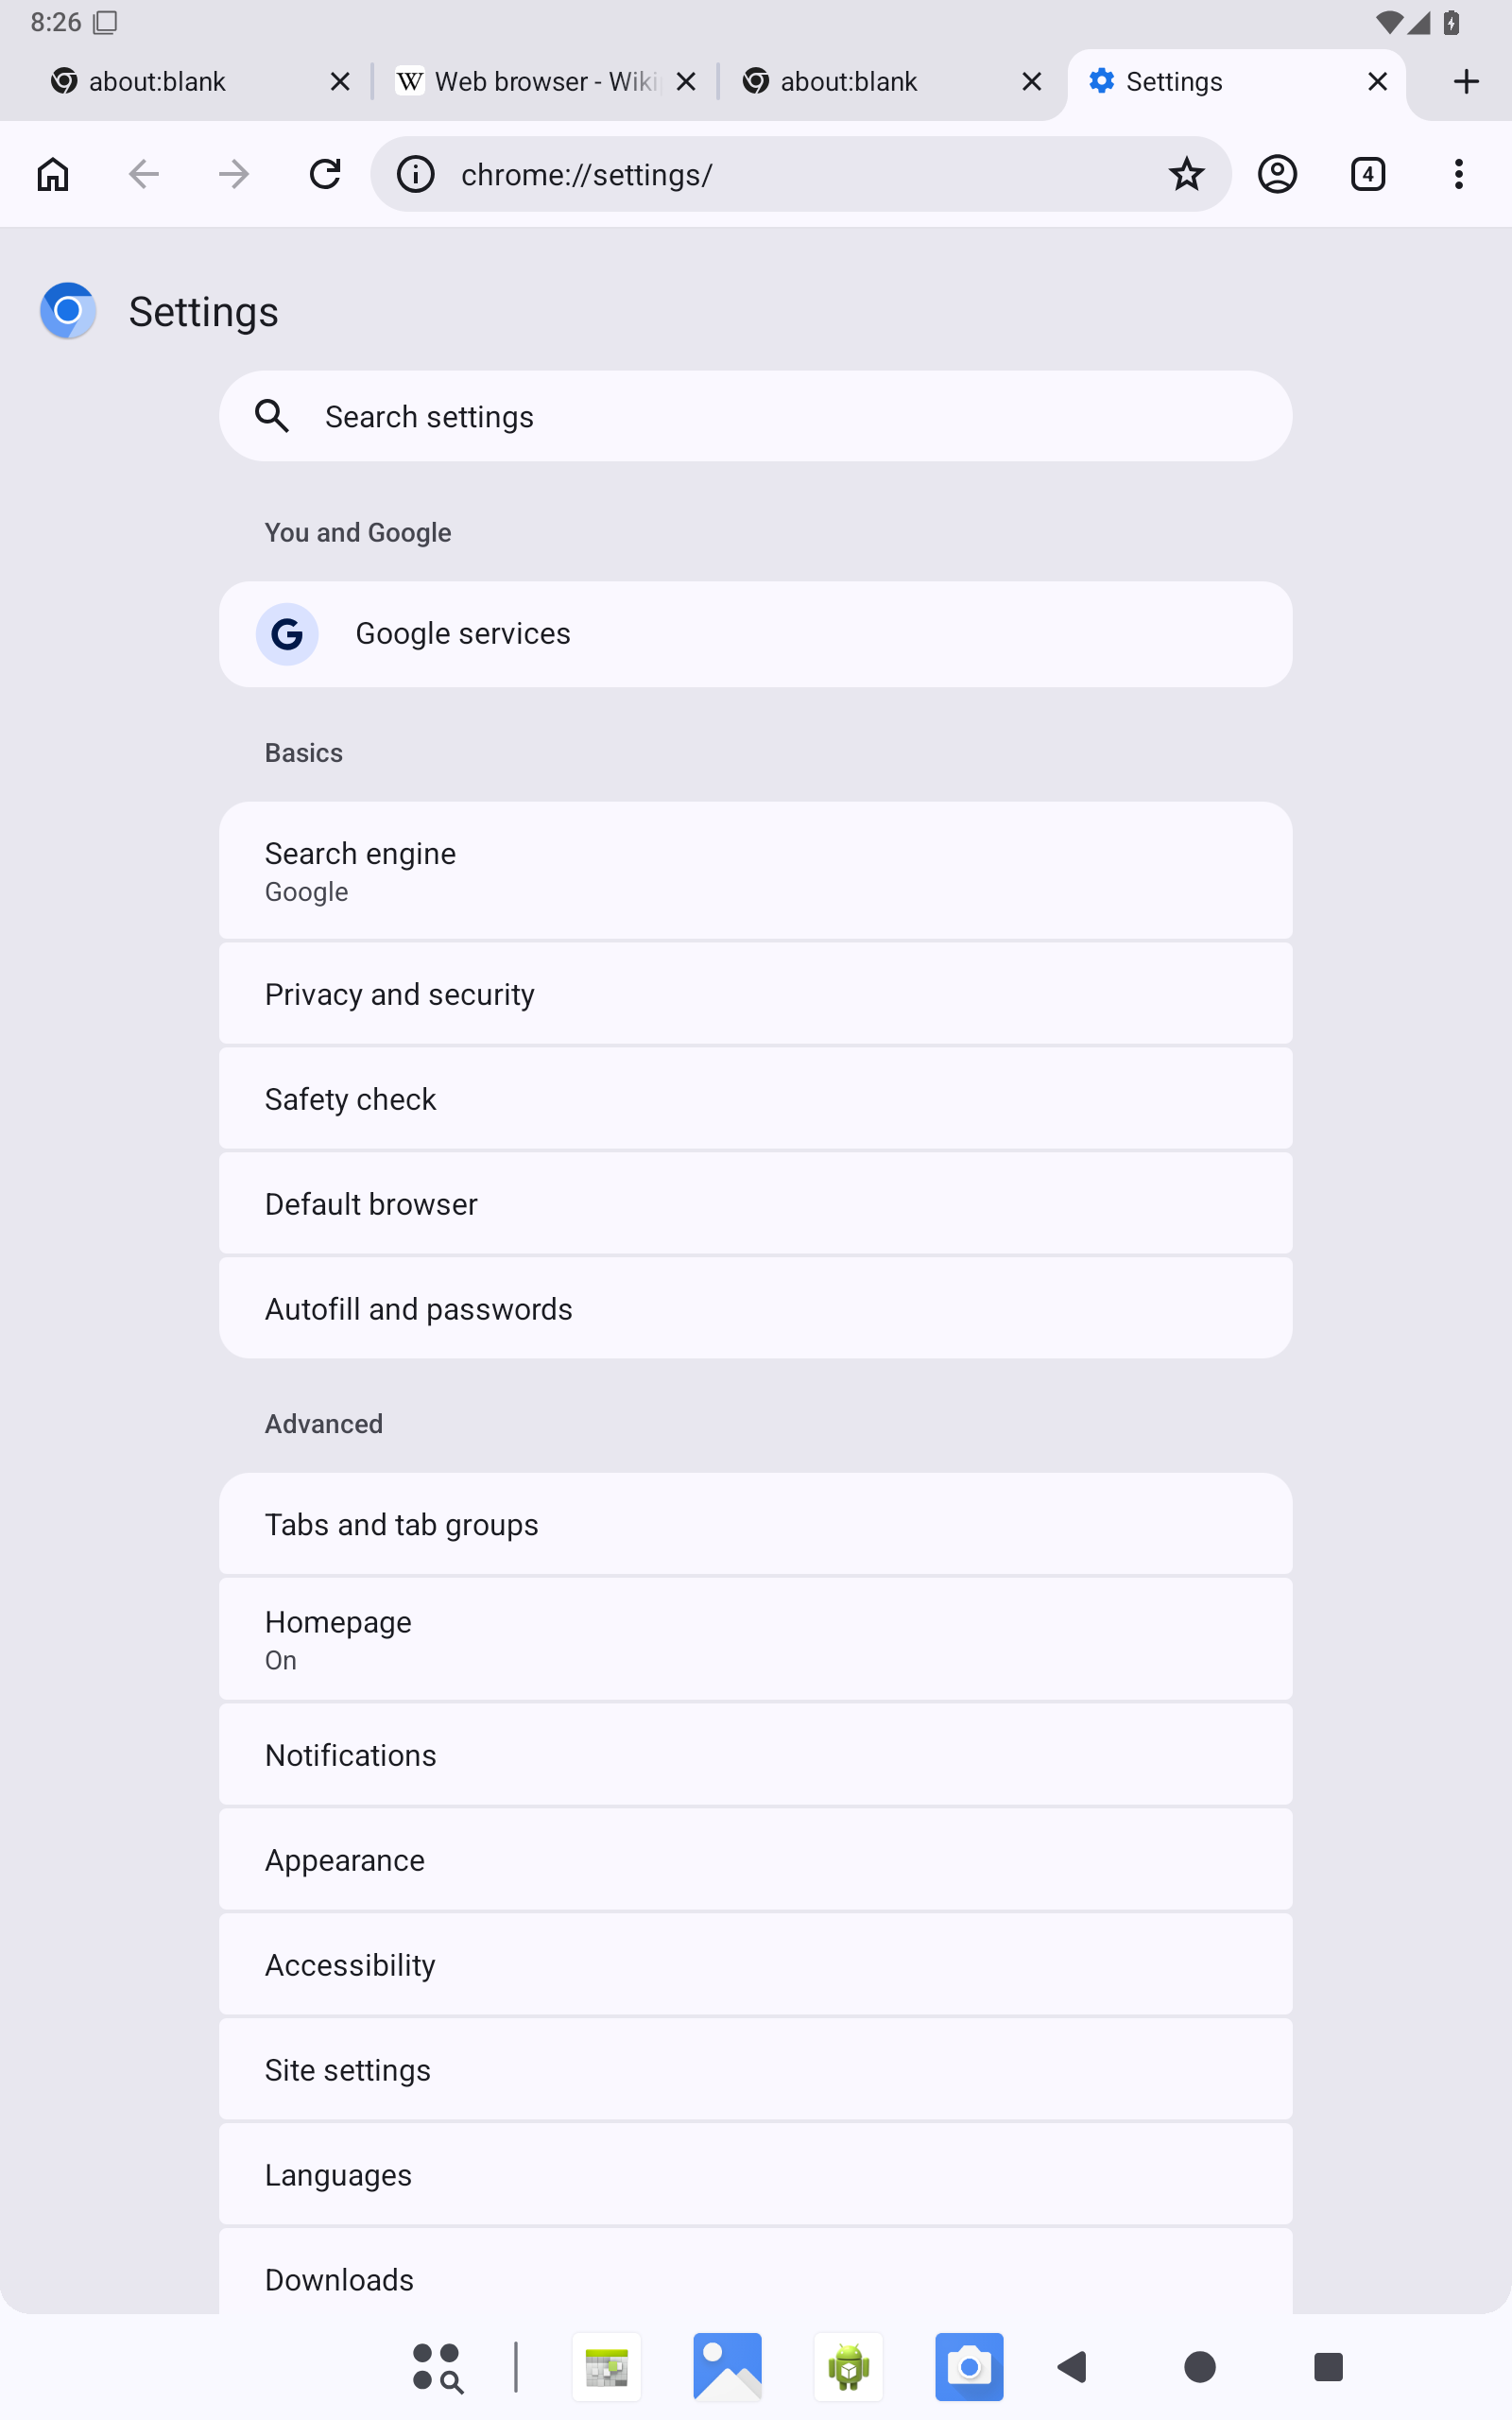 8:26
about:blank
Web browser - Wiki
about:blank
Settings
chrome://settings/
4
Settings
Search settings
You and Google
G Google services
Basics
Search engine
Google
Privacy and security
Safety check
Default browser
Autofill and passwords
Advanced
Tabs and tab groups
Homepage
On
Notifications
Appearance
Accessibility
Site settings
Languages
Downloads